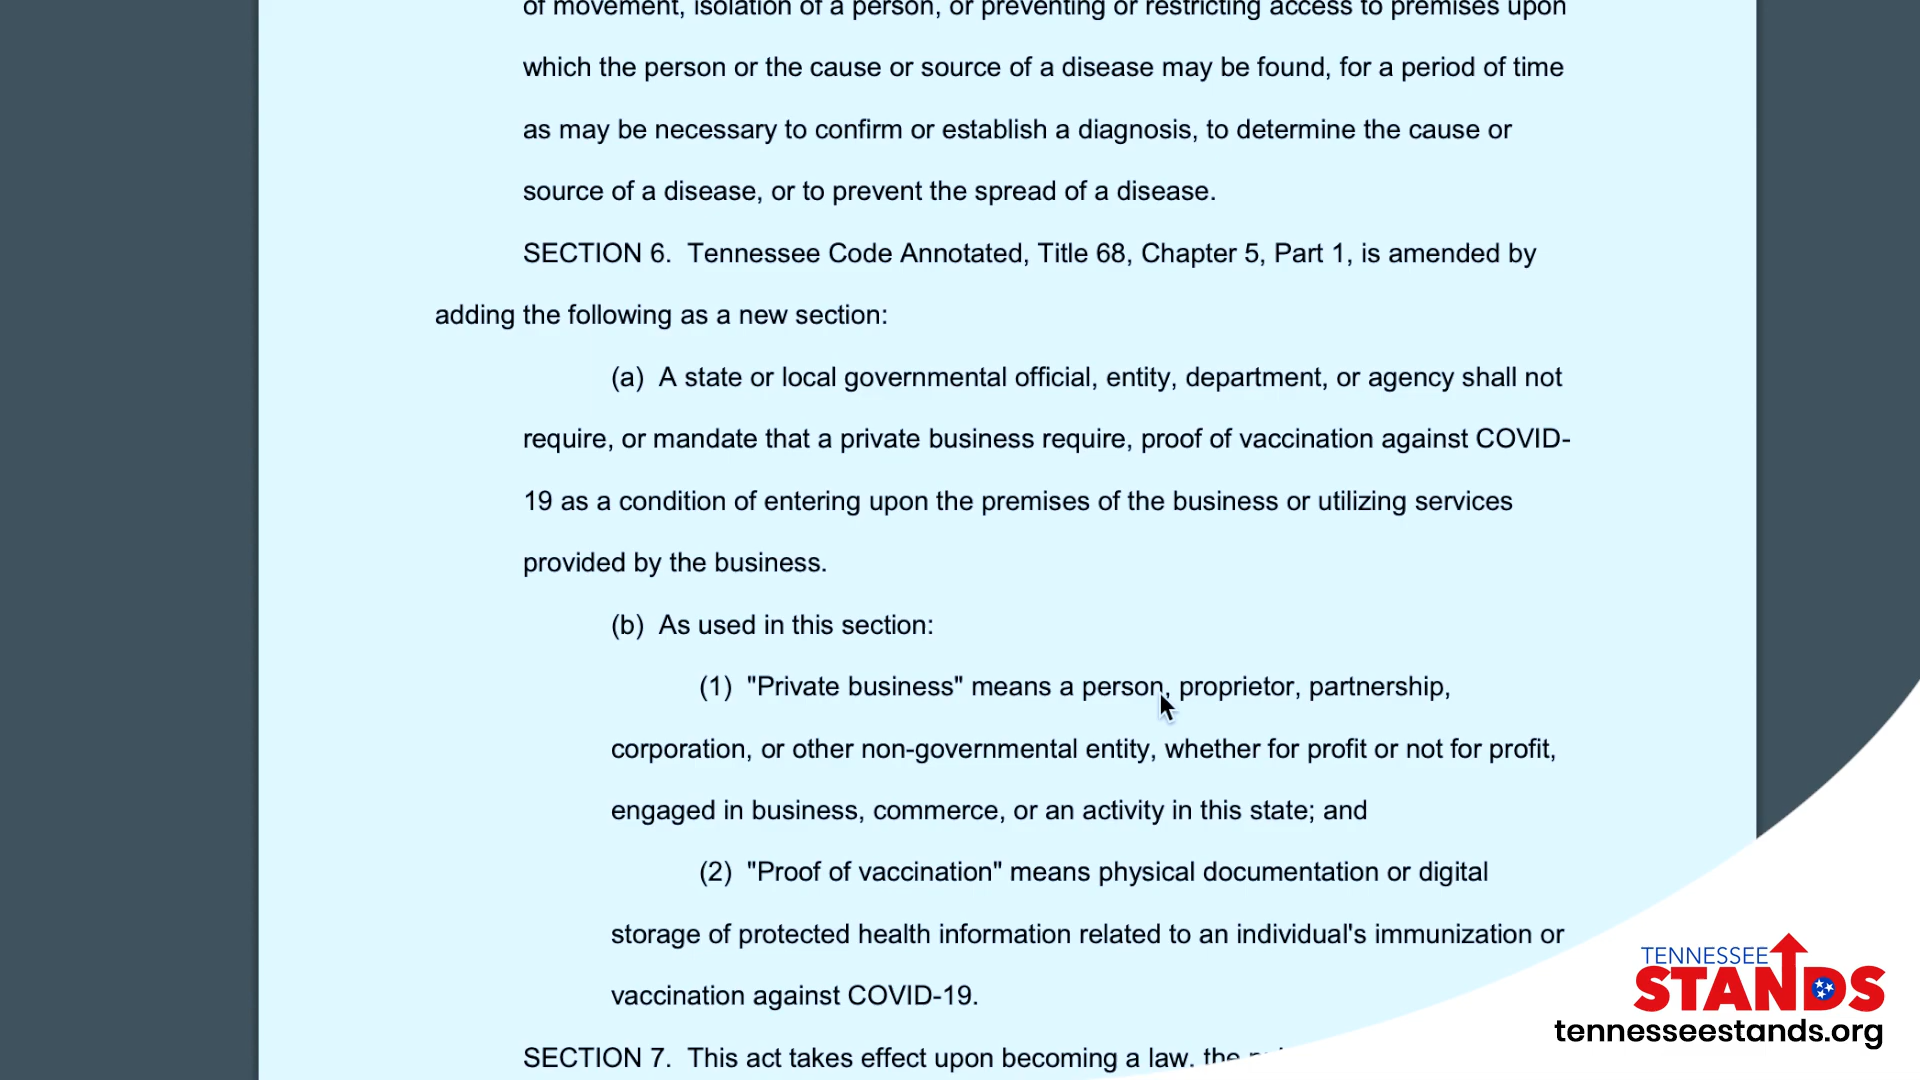 of movement, isolation of a person, or preventing or restricting access to premises upon
which the person or the cause or source of a disease may be found, for a period of time
as may be necessary to confirm or establish a diagnosis, to determine the cause or
source of a disease, or to prevent the spread of a disease.
SECTION 6. Tennessee Code Annotated, Title 68, Chapter 5, Part 1, is amended by
adding the following as a new section:
(a) A state or local governmental official, entity, department, or agency shall not
require, or mandate that a private business require, proof of vaccination against COVID-
19 as a condition of entering upon the premises of the business or utilizing services
provided by the business.
(b) As used in this section:
(1) "Private business" means a person, proprietor, partnership,
corporation, or other non-governmental entity, whether for profit or not for profit,
engaged in business, commerce, or an activity in this state; and
(2) "Proof of vaccination" means physical documentation or digital
storage of protected health information related to an individual's immunization or
vaccination against COVID-19.
SECTION 7. This act takes effect upon becoming a law, the
TENNESSEE
STANDS
tennesseestands.org